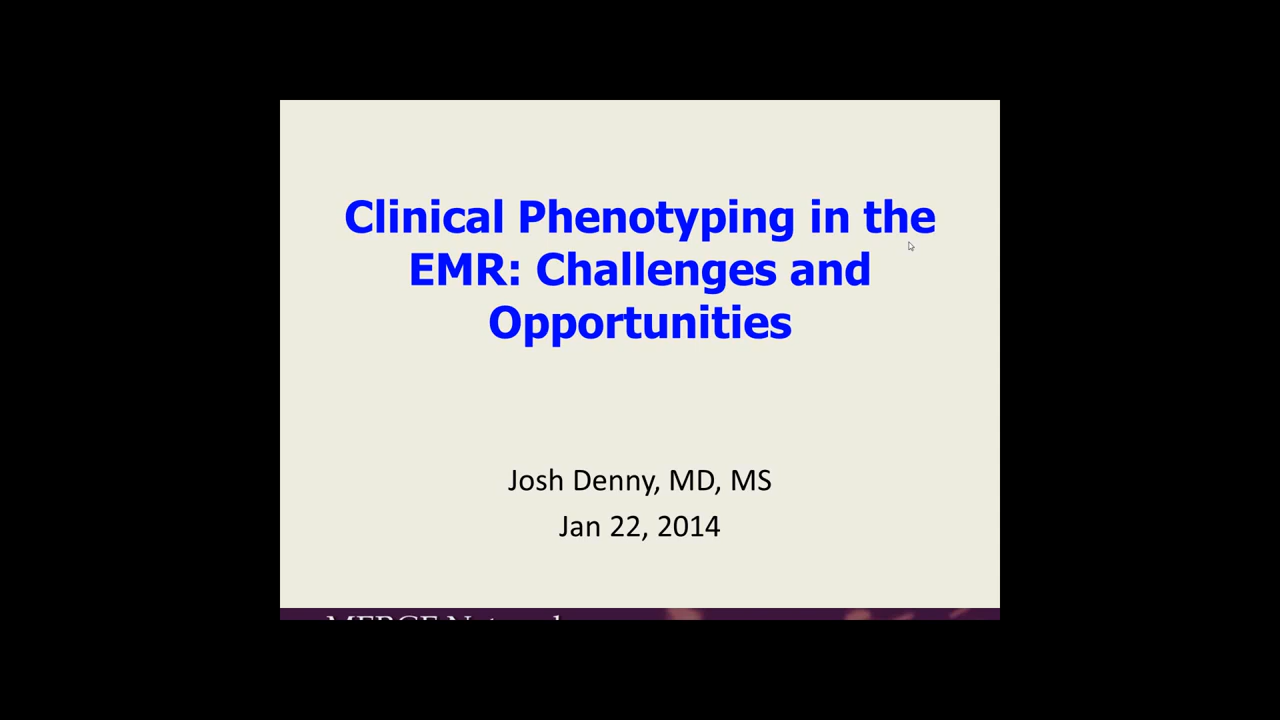 Clinical Phenotyping in the
EMR: Challenges and
Opportunities
Josh Denny, MD, MS
Jan 22, 2014